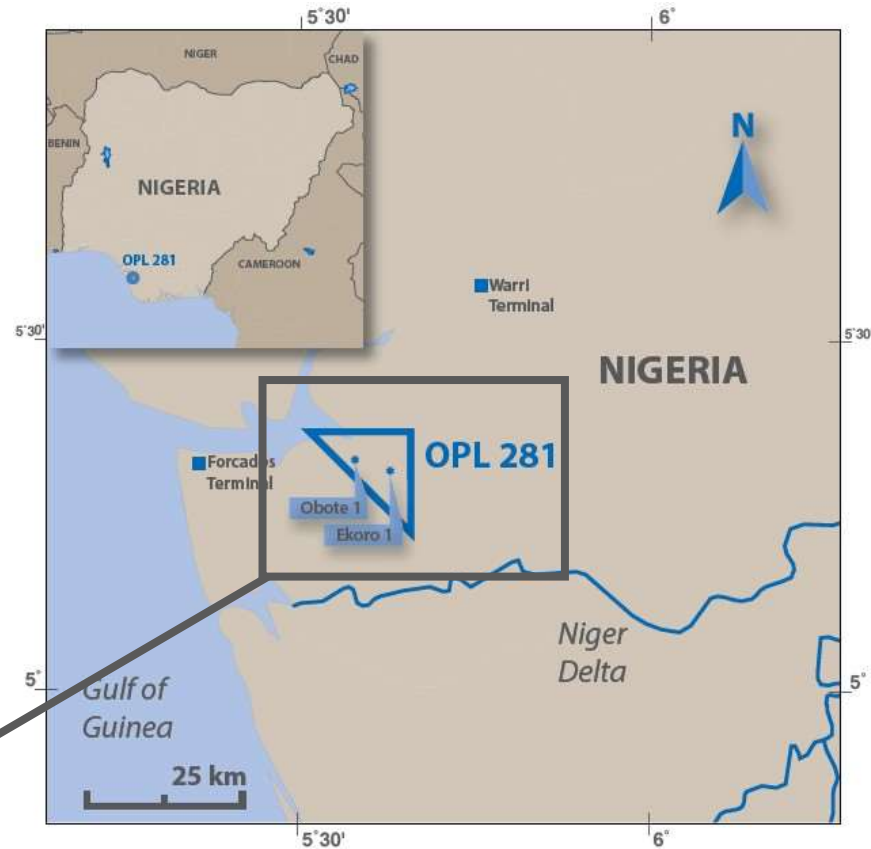 5°30'
6°
NIGER
CHAD
BENIN
NIGERIA
OPL 281
CAMEROON
N
Warri
Terminal
5°30'
5°30
NIGERIA
OPL 281
Forcados
Terminal
Obote 1
Ekoro 1
Niger
Delta
5°
5°
Gulf of
Guinea
25 km
5°30'
6°